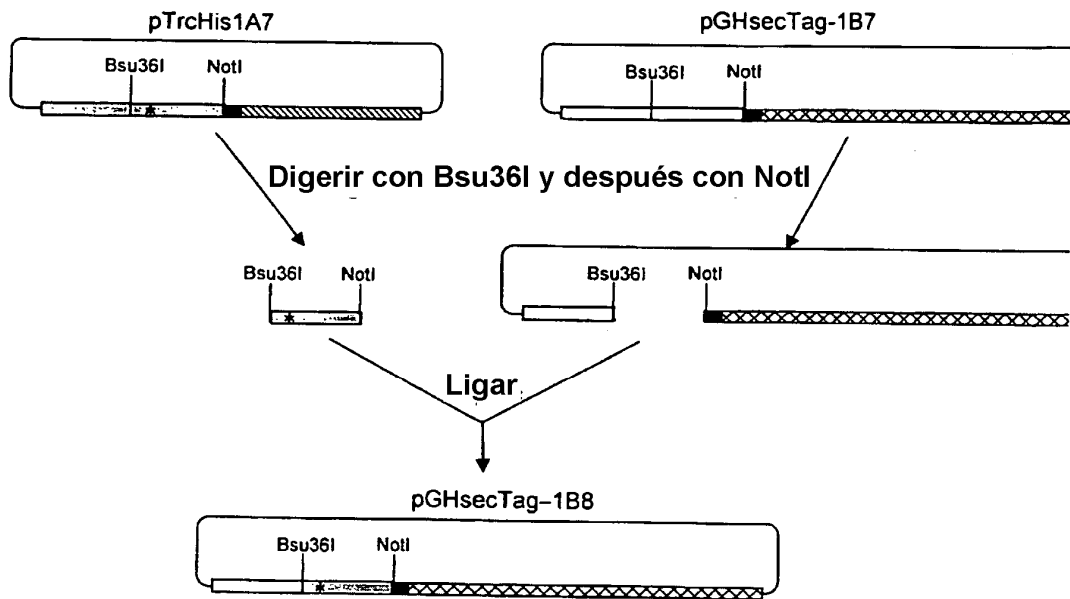 pTrcHis1A7
pGHsecTag-1B7
Bsu36I
NotI
Bsu36I
NotI
Digerir con Bsu36I y después con NotI
Bsu36I
NotI
Bsu36I
NotI
Ligar
pGHsecTag-1B8
Bsu36I
NotI